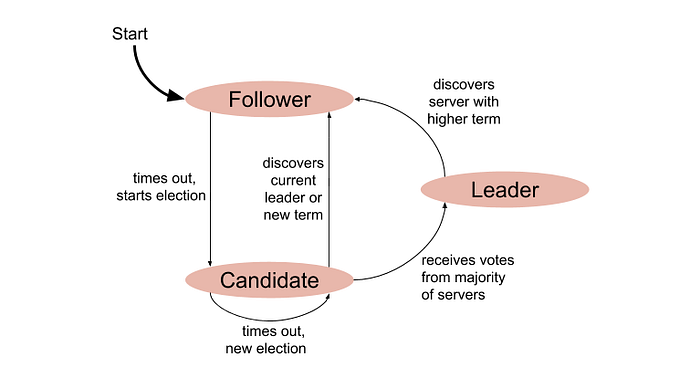 Start
Follower
discovers
server with
higher term
times out,
starts election
discovers
current
leader or
new term
Leader
Candidate
receives votes
from majority
of servers
times out,
new election